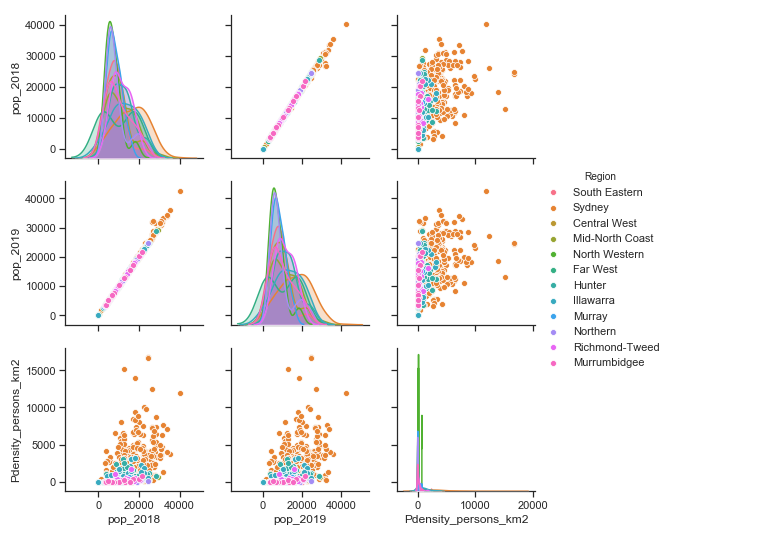 40000
30000
20000
10000
0
pop_2018
40000
30000
20000
10000
0
pop_2019
15000
10000
5000
0
Pdensity_persons_km2
0
20000
40000
pop_2018
0
20000
40000
pop_2019
0
10000
20000
Pdensity_persons_km2
Region
South Eastern
Sydney
Central West
Mid-North Coast
North Western
Far West
Hunter
Illawarra
Murray
Northern
Richmond-Tweed
Murrumbidgee